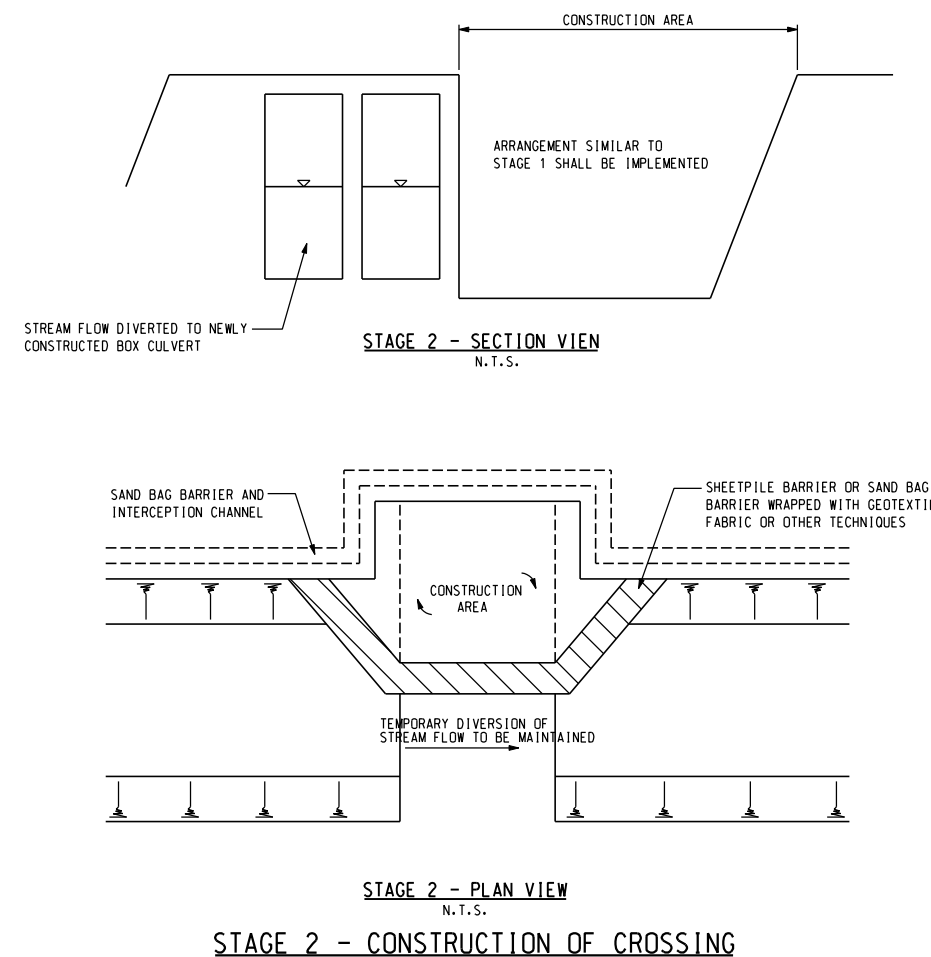 CONSTRUCTION AREA
ARRANGEMENT SIMILAR TO
STAGE 1 SHALL BE IMPLEMENTED
STREAM FLOW DIVERTED TO NEWLY
CONSTRUCTED BOX CULVERT
STAGE 2 - SECTION VIEN
N.T.S.
SAND BAG BARRIER AND
INTERCEPTION CHANNEL
SHEETPILE BARRIER OR SAND BAG
BARRIER WRAPPED WITH GEOTEXTI
FABRIC OR OTHER TECHNIQUES
CONSTRUCTION
AREA
TEMPORARY DIVERSION OF
STREAM FLOW TO BE MAINTAINED
STAGE 2 - PLAN VIEW
N.T.S.
STAGE 2 - CONSTRUCTION OF CROSSING